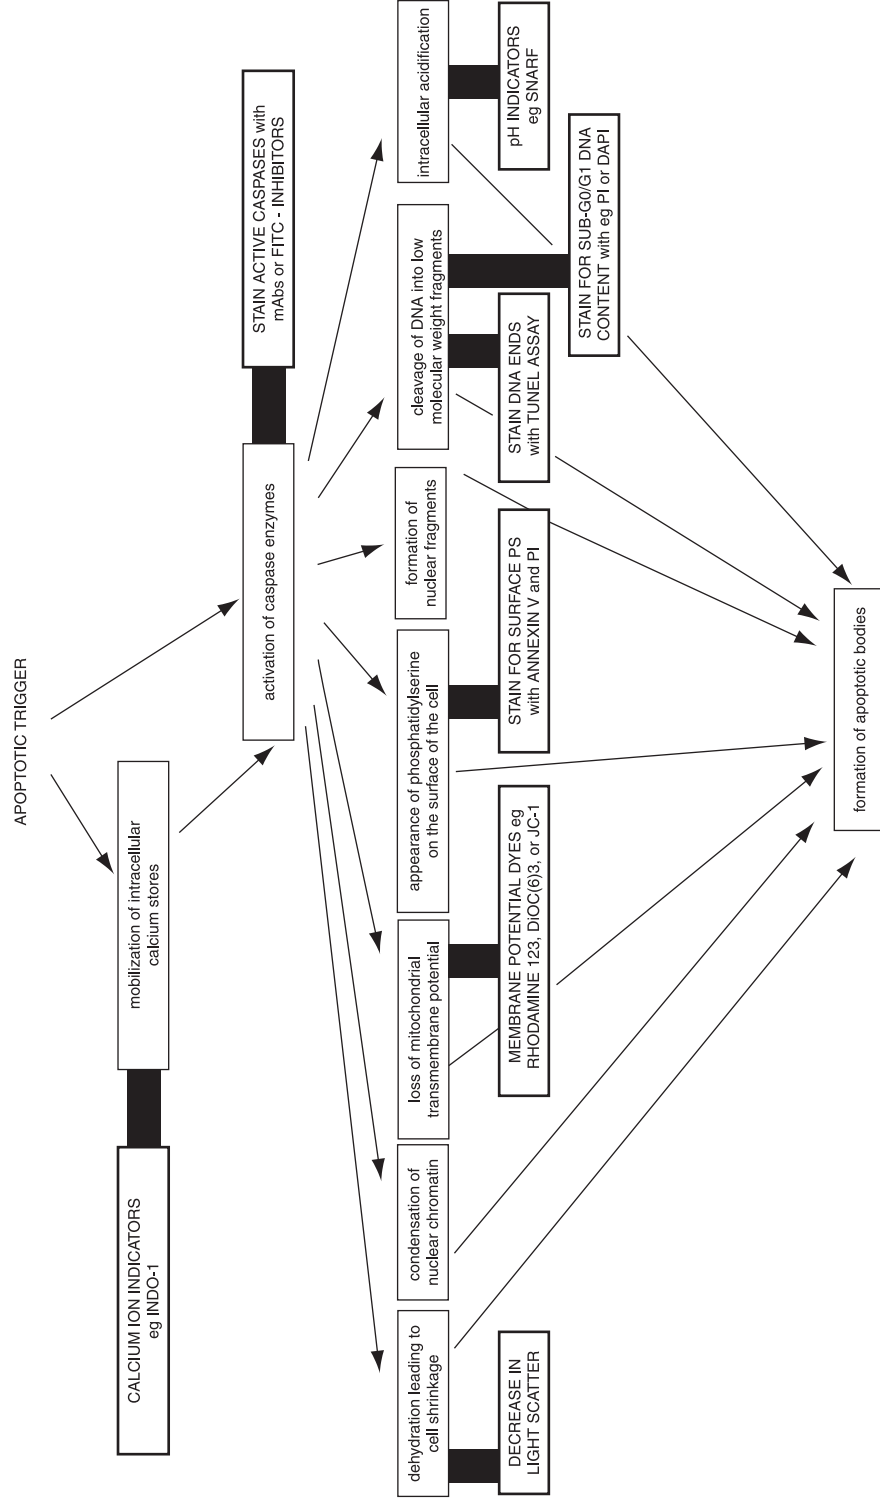 APOPTOTIC TRIGGER
CALCIUM ION INDICATORS
eg INDO-1
mobilization of intracellular
calcium stores
activation of caspase enzymes
STAIN ACTIVE CASPASES with
mAbs or FITC - INHIBITORS
dehydration leading to
cell shrinkage
condensation of
nuclear chromatin
loss of mitochondrial
transmembrane potential
appearance of phosphatidylserine
on the surface of the cell
formation of
nuclear fragments
cleavage of DNA into low
molecular weight fragments
intracellular acidification
DECREASE IN
LIGHT SCATTER
MEMBRANE POTENTIAL DYES eg
RHODAMINE 123, DiOC(6)3, or JC-1
STAIN FOR SURFACE PS
with ANNEXIN V and PI
STAIN DNA ENDS
with TUNEL ASSAY
pH INDICATORS
eg SNARF
STAIN FOR SUB-G0/G1 DNA
CONTENT with eg PI or DAPI
formation of apoptotic bodies